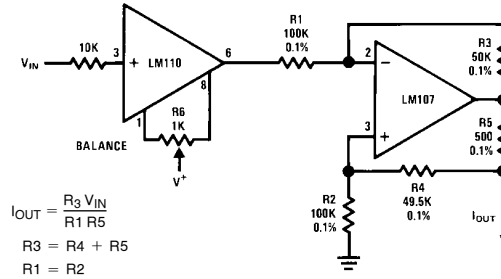 R1
100K
0.1%
10K
3
LM110
6
VIN
+
8
2
R3
50K
0.1%
−
LM107
R6
1K
1
BALANCE
V+
3
+
R5
500
0.1%
R2
100K
0.1%
R4
49.5K
0.1%
IOUT
IOUT = R3 VIN / R1 R5
R3 = R4 + R5
R1 = R2